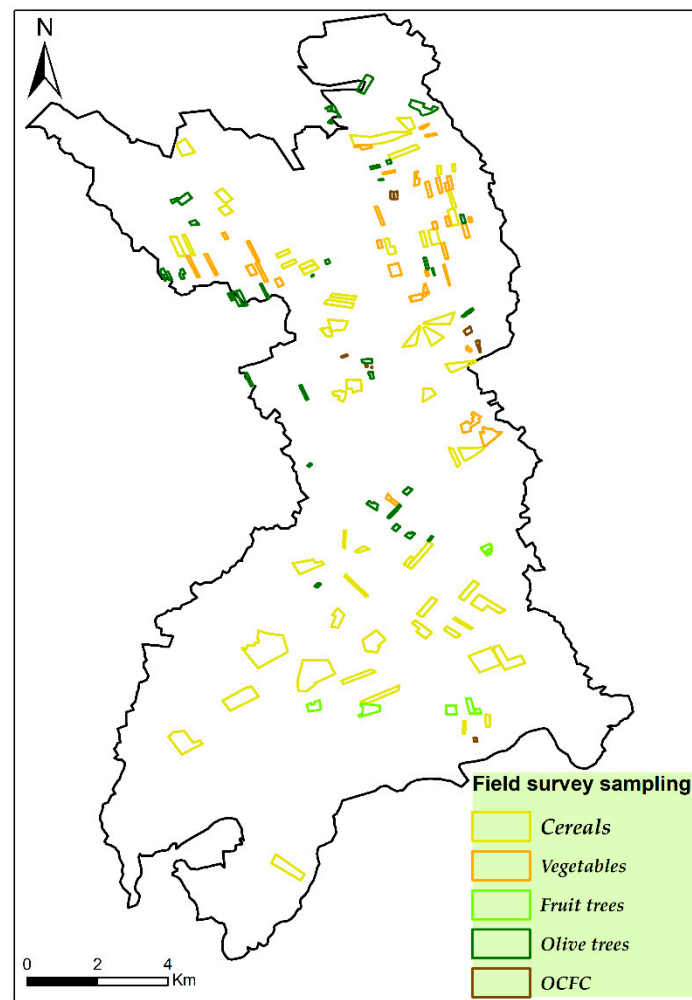 N
Field survey sampling
Cereals
Vegetables
Fruit trees
Olive trees
OCFC
0 2 4
Km